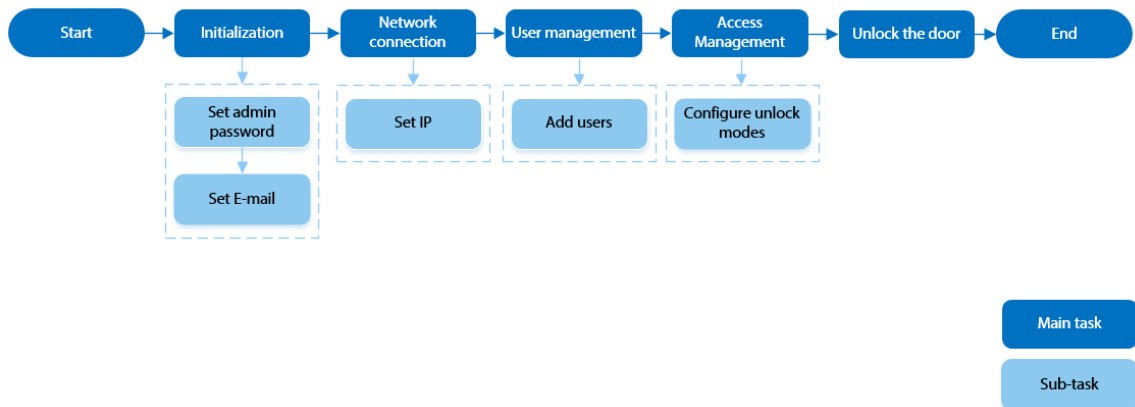 Start
Initialization
Network
connection
User management
Access
Management
Unlock the door
End
Set admin
password
Set IP
Add users
Configure unlock
modes
Set E-mail
Main task
Sub-task